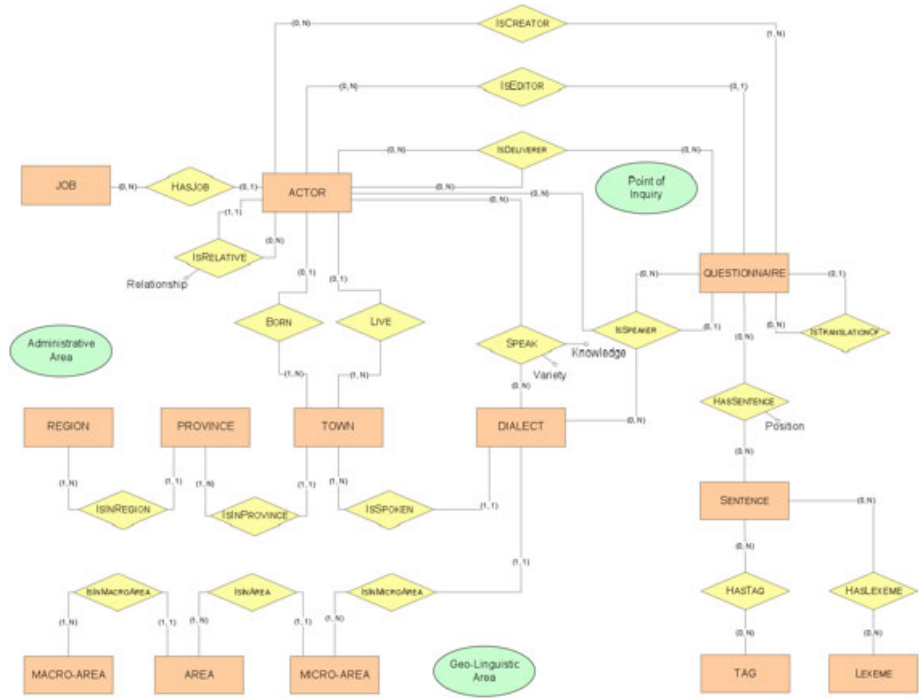 ISCREATOR
(0, N)
(1, N)
ISEDITOR
(0, N)
(0, 1)
ISDELIVERER
(0, N)
(0, N)
JOB
(0, N)
HASJOB
(0, 1)
ACTOR
(0, N)
(0, N)
(0, N)
Point of
Inquiry
(1, 1)
(0, N)
(0, N)
ISRELATIVE
Relationship
(0, 1)
(0, 1)
QUESTIONNAIRE
(0, N)
(0, 1)
BORN
LIVE
ISSPEAKER
(0, 1)
(0, N)
ISTRANSLATIONOF
SPEAK
Knowledge
Variety
Administrative
Area
(1, N)
(1, N)
(0, N)
(0, N)
(0, N)
HASSENTENCE
Position
REGION
PROVINCE
TOWN
DIALECT
(0, N)
(1, N)
(1, 1)
(1, N)
(1, 1)
(1, N)
(1, 1)
ISINREGION
ISINPROVINCE
ISSPOKEN
SENTENCE
(0, N)
(0, N)
(1, 1)
ISINMACROAREA
ISINAREA
ISINMICROAREA
HASTAG
HASLEXEME
(1, N)
(1, 1)
(1, N)
(1, 1)
(1, N)
(0, N)
(0, N)
MACRO-AREA
AREA
MICRO-AREA
Geo-Linguistic
Area
TAG
LEXEME